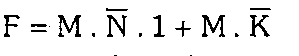 F = M . N̅ . 1 + M . K̅